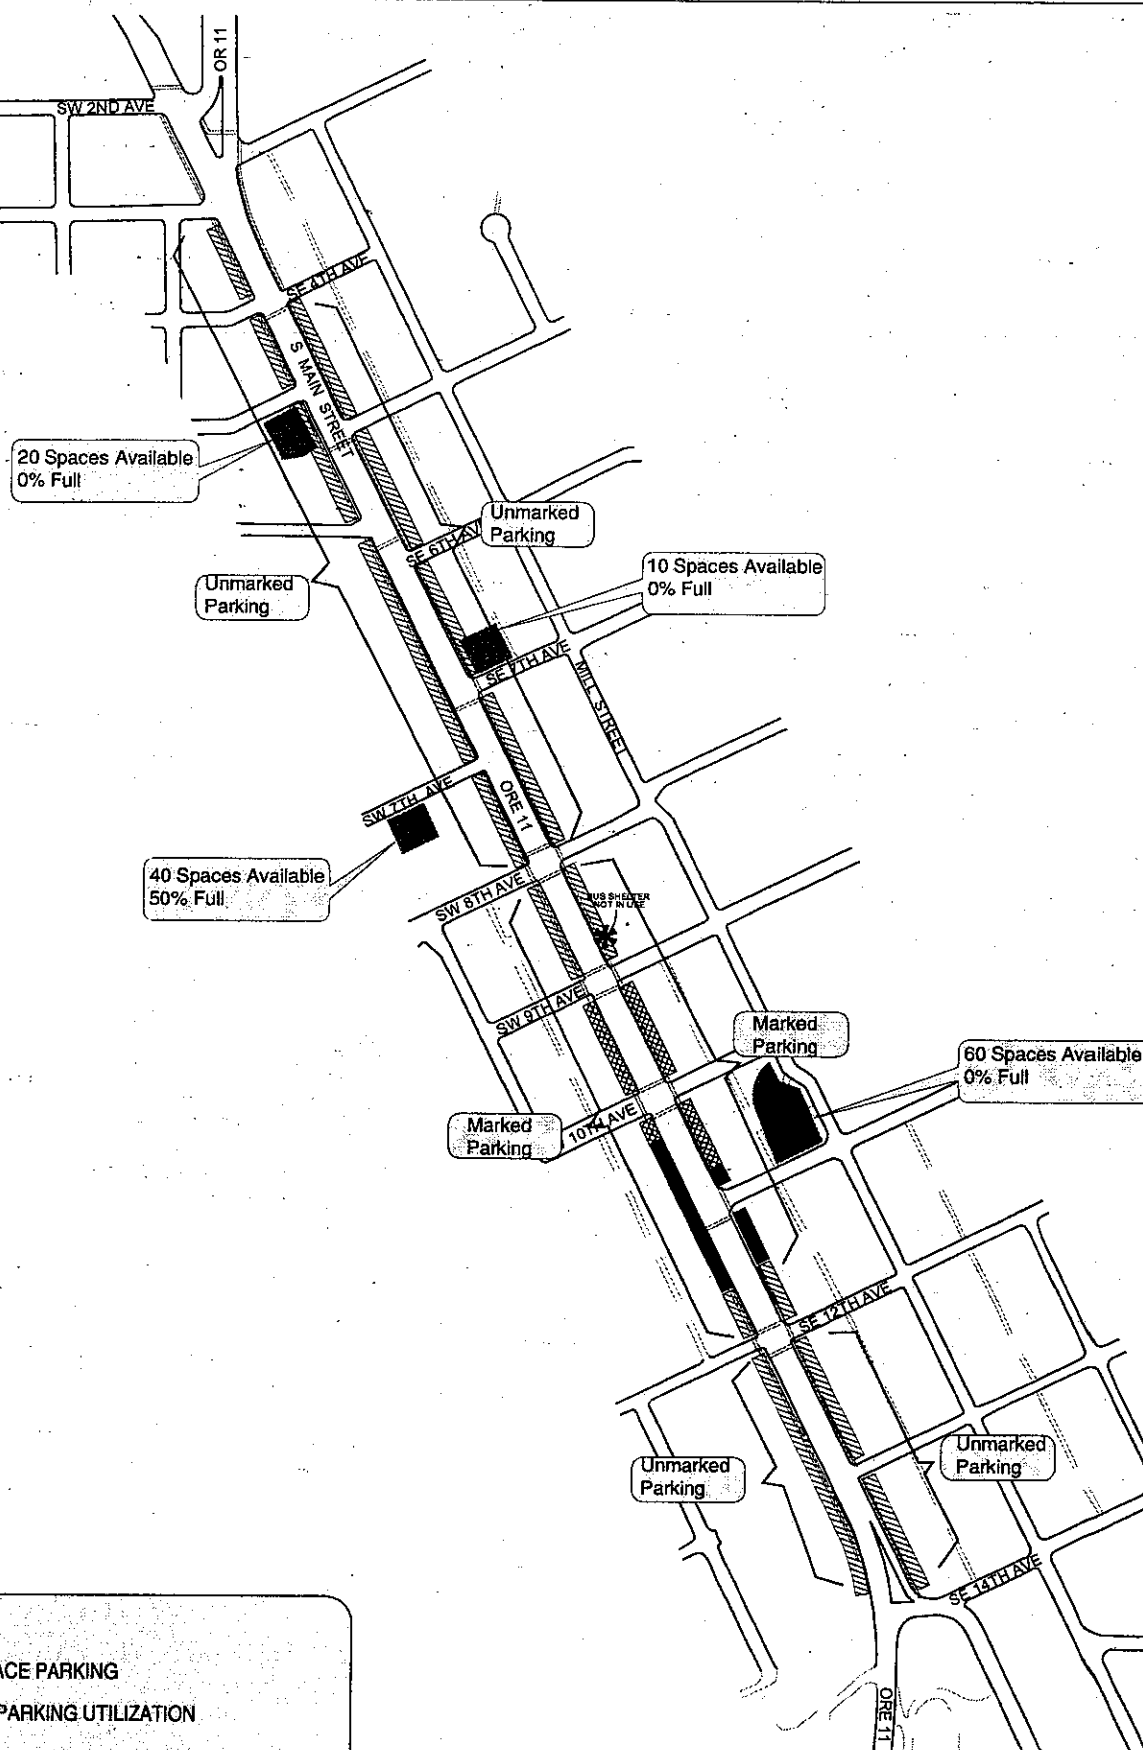 OR 11
SW 2ND AVE
SE 4TH AVE
S MAIN STREET
20 Spaces Available
0% Full
Unmarked
Parking
SE 6TH AVE
10 Spaces Available
0% Full
Unmarked
Parking
SE 7TH AVE
MILL STREET
SW 7TH AVE
ORE 11
40 Spaces Available
50% Full
SW 8TH AVE
BUS SHELTER
NOT IN USE
SW 9TH AVE
Marked
Parking
60 Spaces Available
0% Full
Marked
Parking
10TH AVE
SE 12TH AVE
Unmarked
Parking
Unmarked
Parking
SE 14TH AVE
ACE PARKING
PARKING UTILIZATION
ORE 11